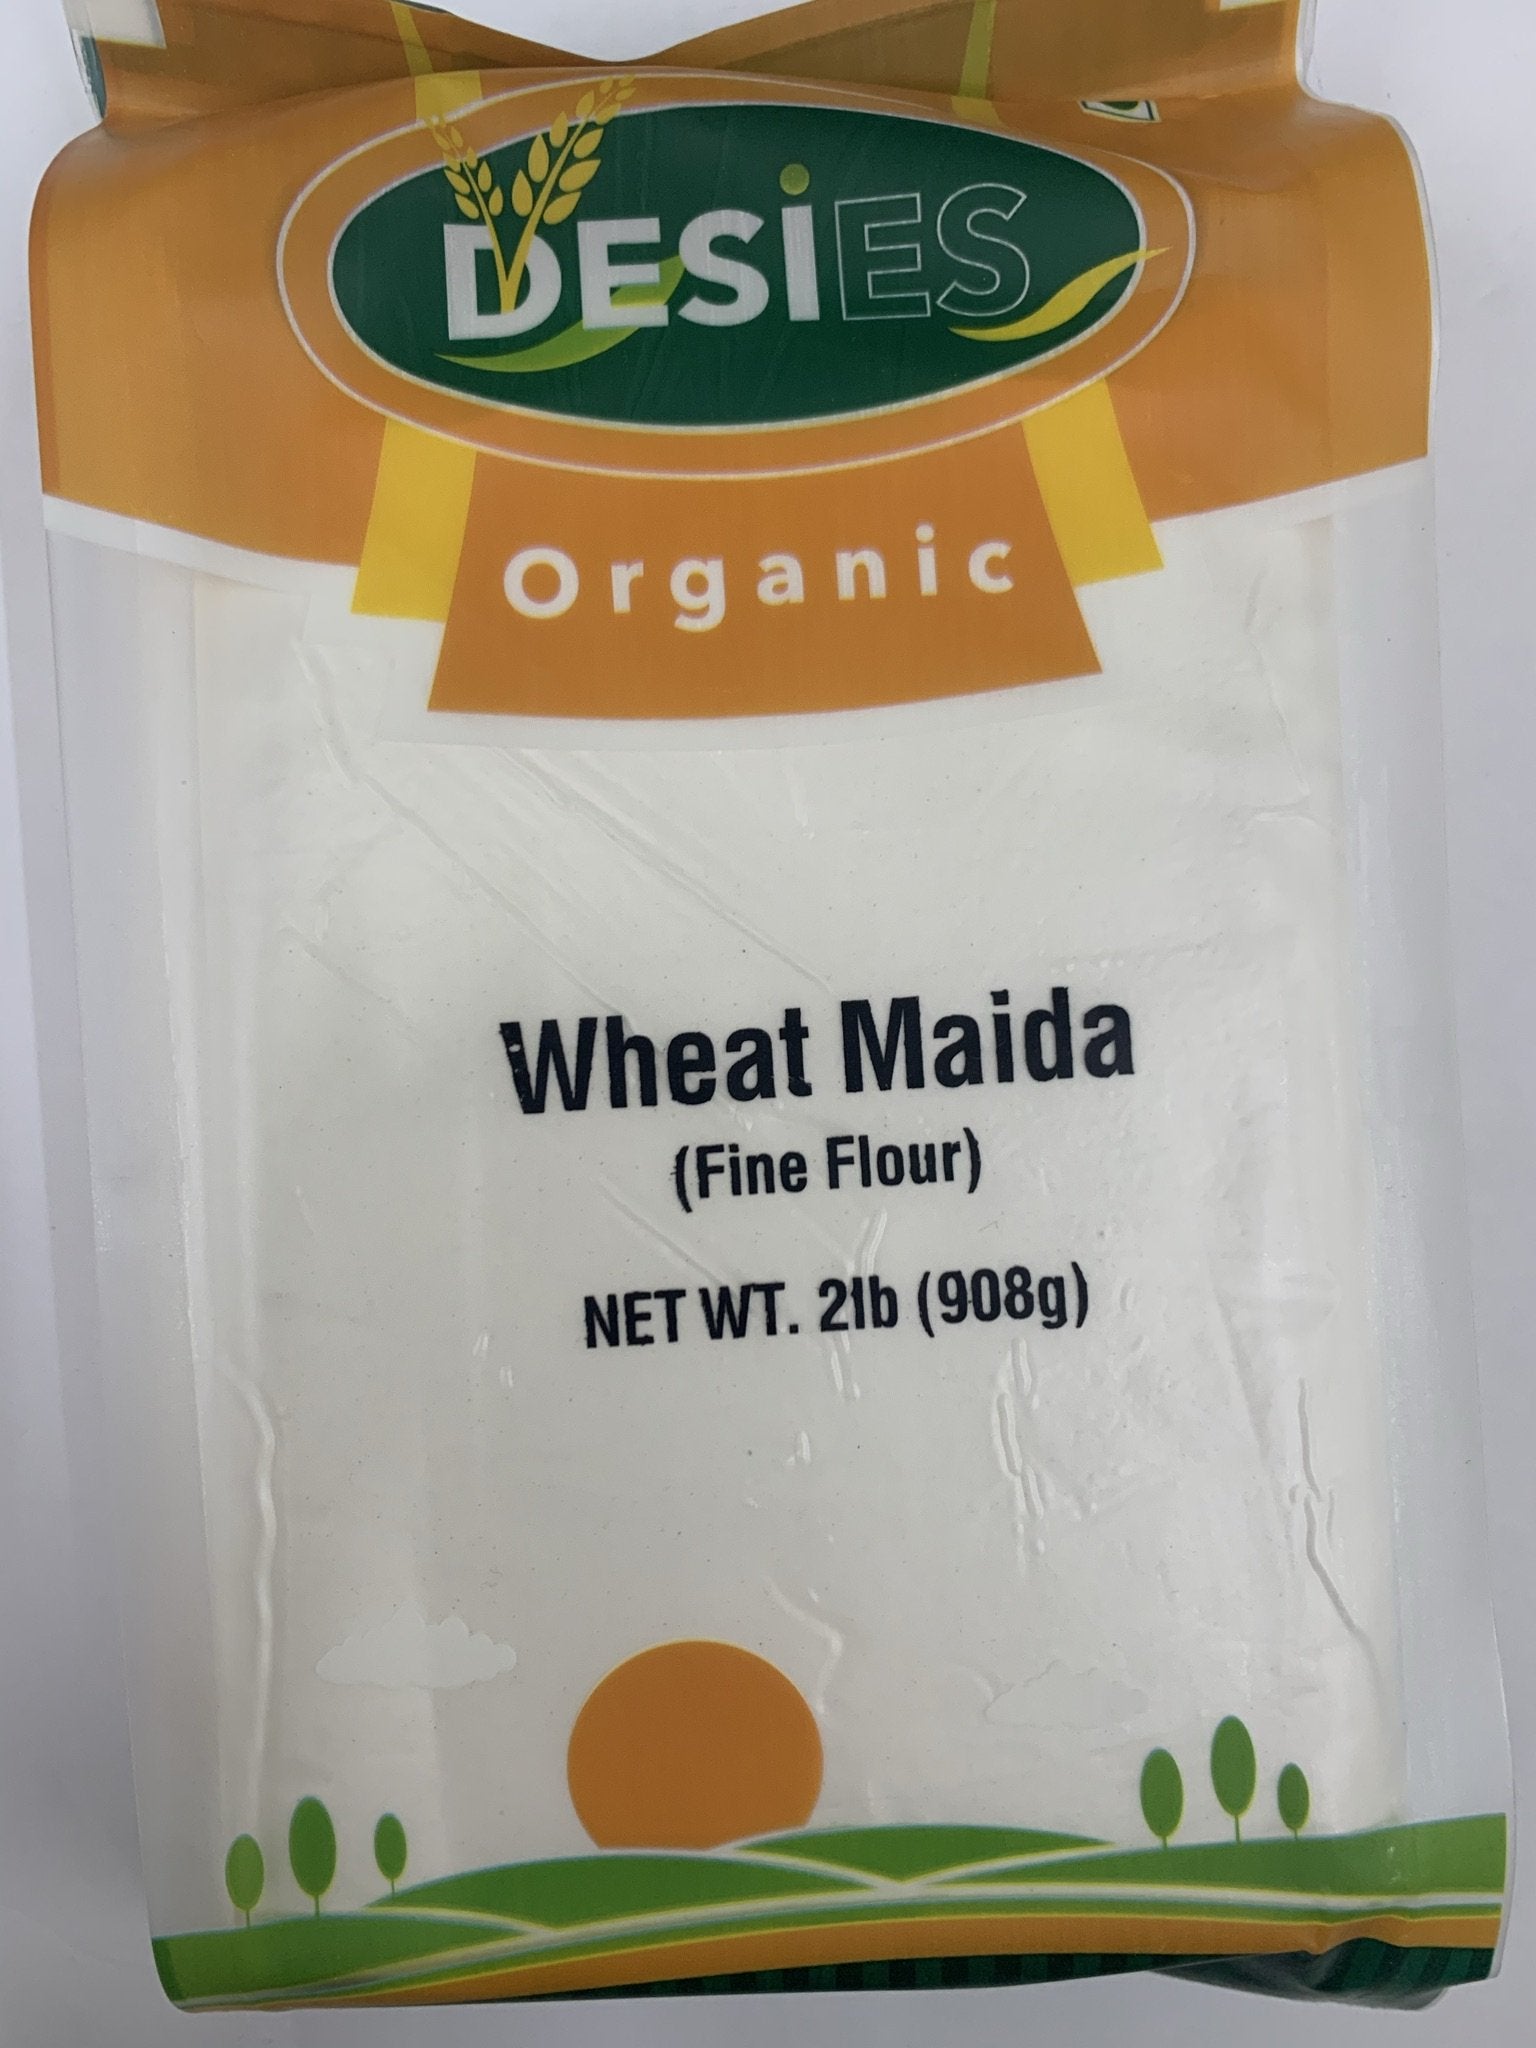 DESiES
Organic
Wheat Maida
(Fine Flour)
NET WT. 2lb (908g)